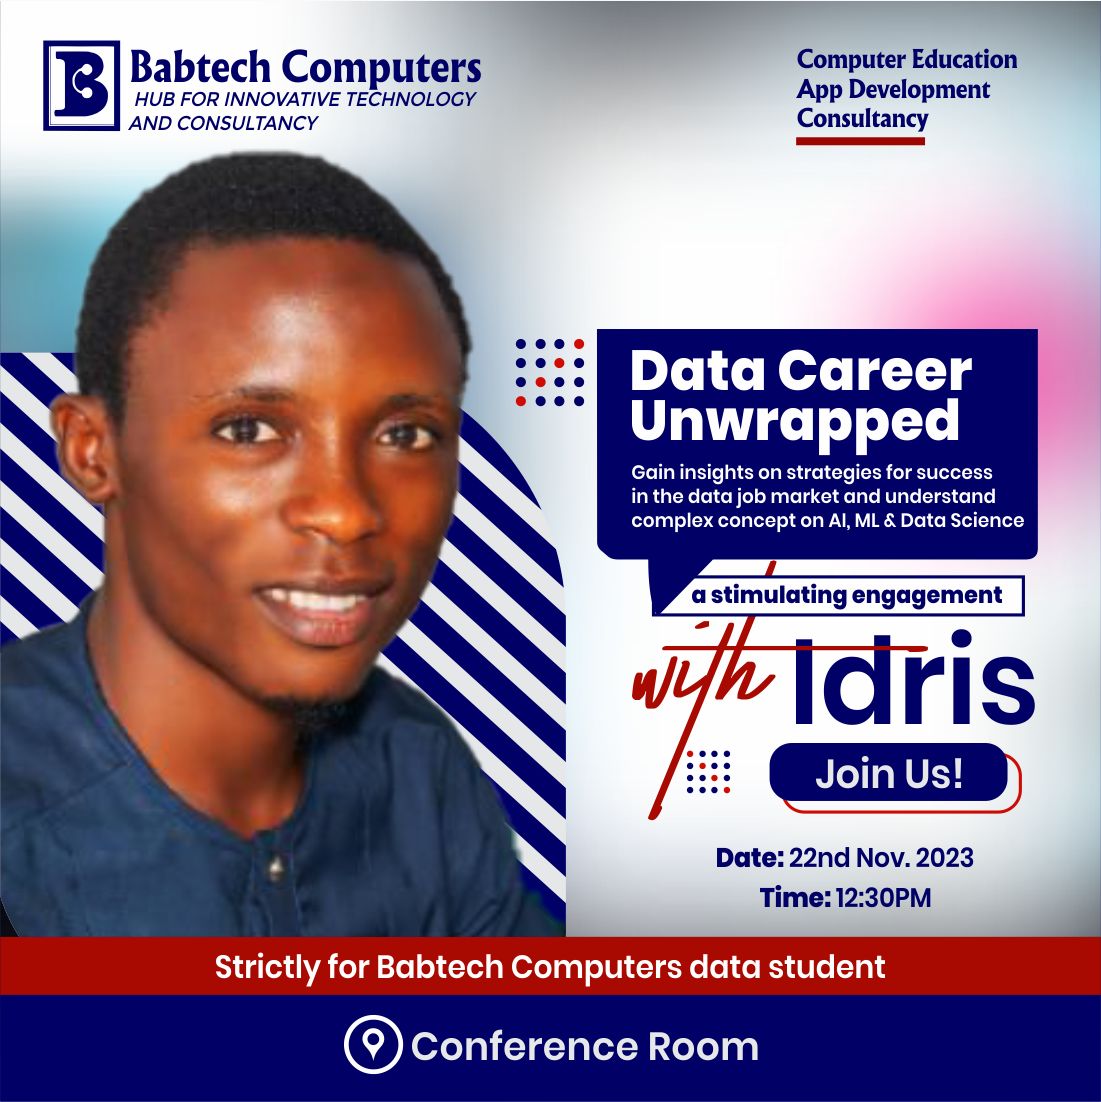 Babtech Computers
HUB FOR INNOVATIVE TECHNOLOGY
AND CONSULTANCY
Computer Education
App Development
Consultancy
Data Career
Unwrapped
Gain insights on strategies for success
in the data job market and understand
complex concept on AI, ML & Data Science
a stimulating engagement
with Idris
Join Us!
Date: 22nd Nov. 2023
Time: 12:30PM
Strictly for Babtech Computers data student
Conference Room